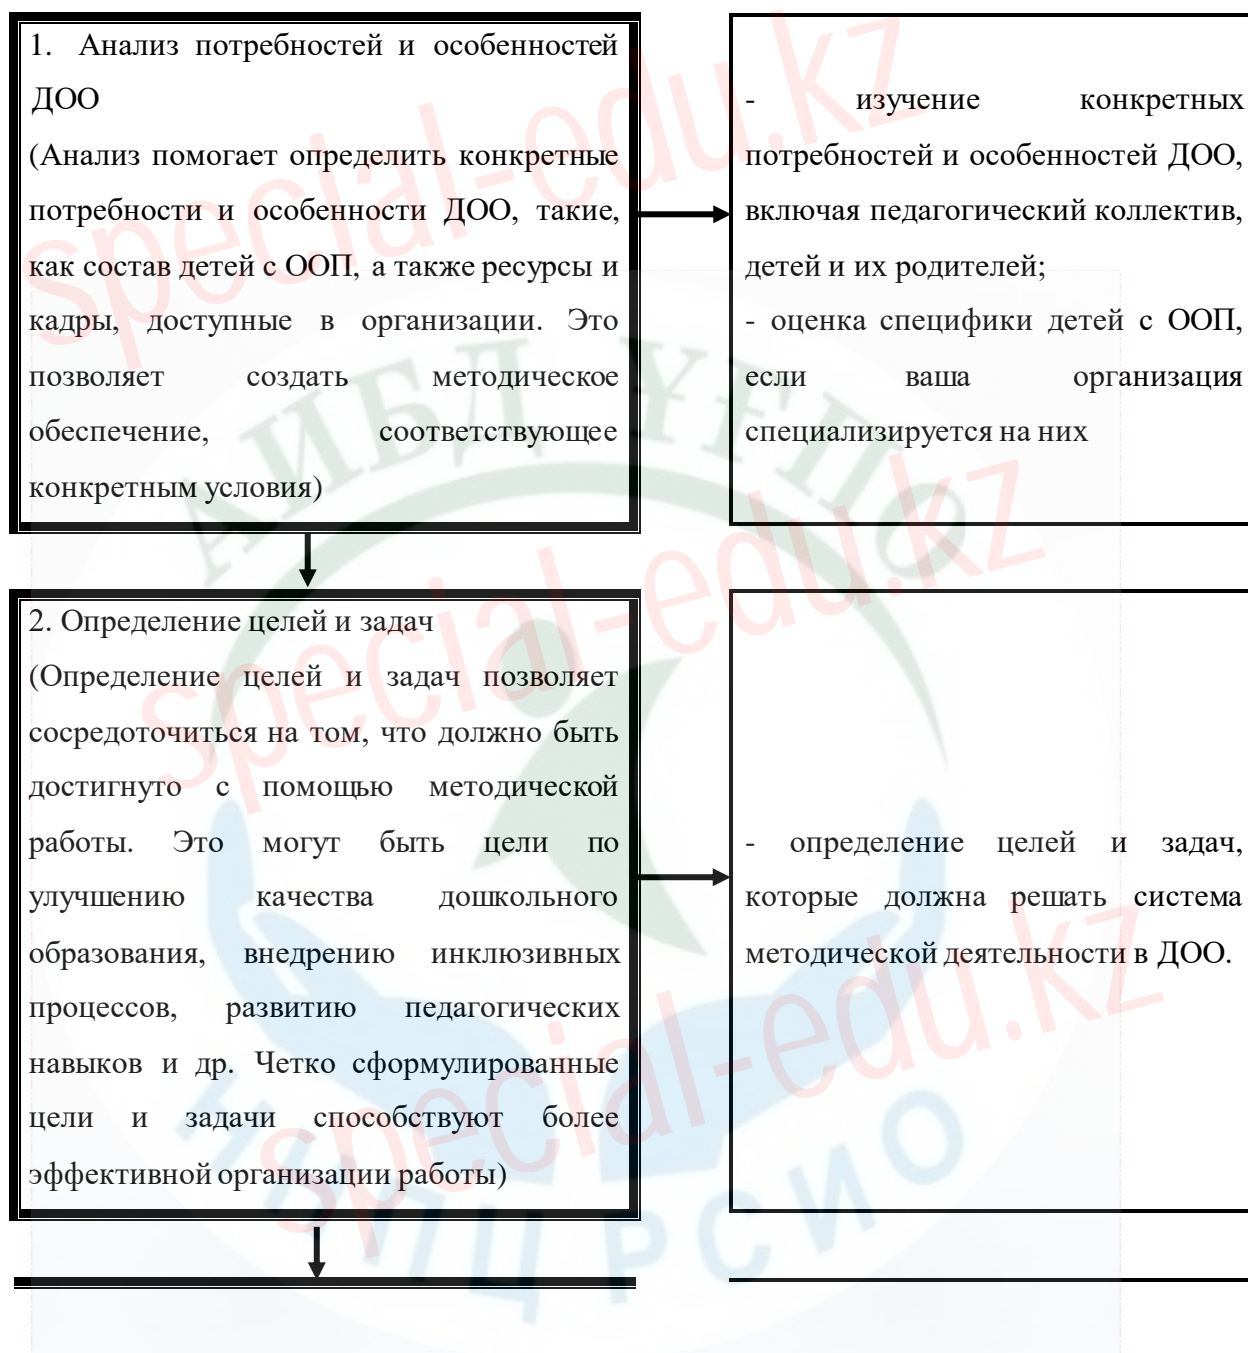 1. Анализ потребностей и особенностей
ДОО
(Анализ помогает определить конкретные
потребности и особенности ДОО, такие,
как состав детей с ООП, а также ресурсы и
кадры, доступные в организации. Это
позволяет создать методическое
обеспечение, соответствующее
конкретным условия)
- изучение конкретных
потребностей и особенностей ДОО,
включая педагогический коллектив,
детей и их родителей;
- оценка специфики детей с ООП,
если ваша организация
специализируется на них
2. Определение целей и задач
(Определение целей и задач позволяет
сосредоточиться на том, что должно быть
достигнуто с помощью методической
работы. Это могут быть цели по
улучшению качества дошкольного
образования, внедрению инклюзивных
процессов, развитию педагогических
навыков и др. Четко сформулированные
цели и задачи способствуют более
эффективной организации работы)
- определение целей и задач,
которые должна решать система
методической деятельности в ДОО.
special-edu.kz
special-edu.kz
special-edu.kz
АИБД ҰҒПО
ННПЦ РСИО